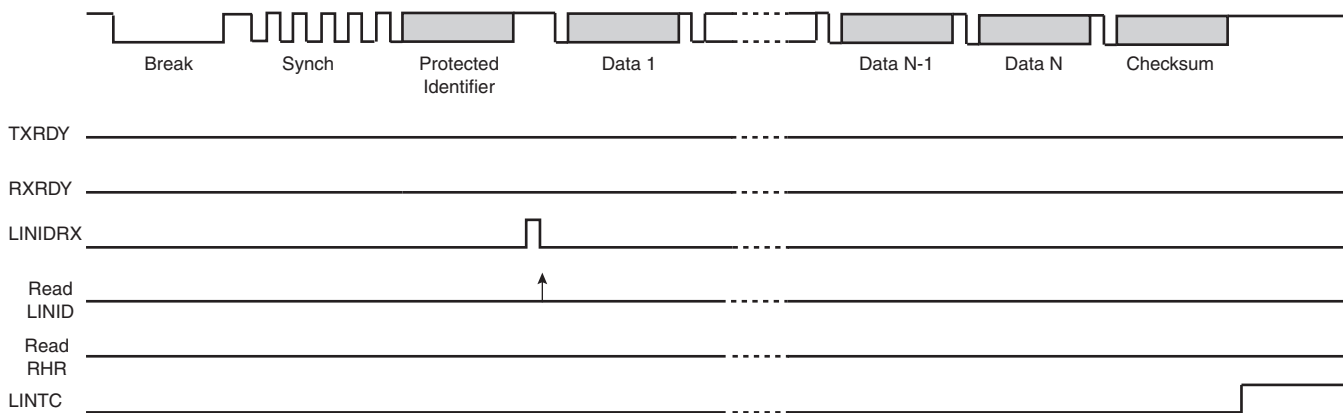 Break
Synch
Protected
Identifier
Data 1
Data N-1
Data N
Checksum
TXRDY
RXRDY
LINIDRX
Read
LINID
Read
RHR
LINTC